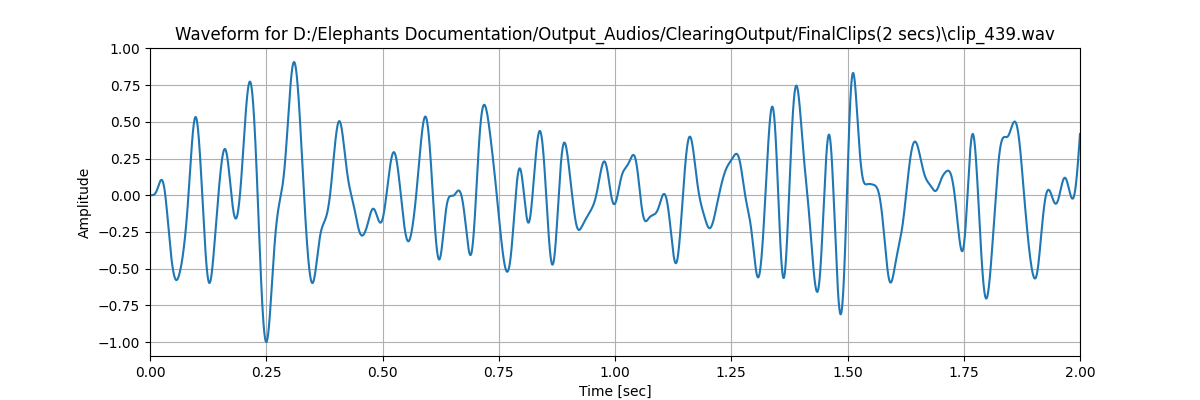 Waveform for D:/Elephants Documentation/Output_Audios/ClearingOutput/FinalClips(2 secs)\clip_439.wav
1.00
0.75
0.50
0.25
0.00
−0.25
−0.50
−0.75
−1.00
Amplitude
0.00 0.25 0.50 0.75 1.00 1.25 1.50 1.75 2.00
Time [sec]